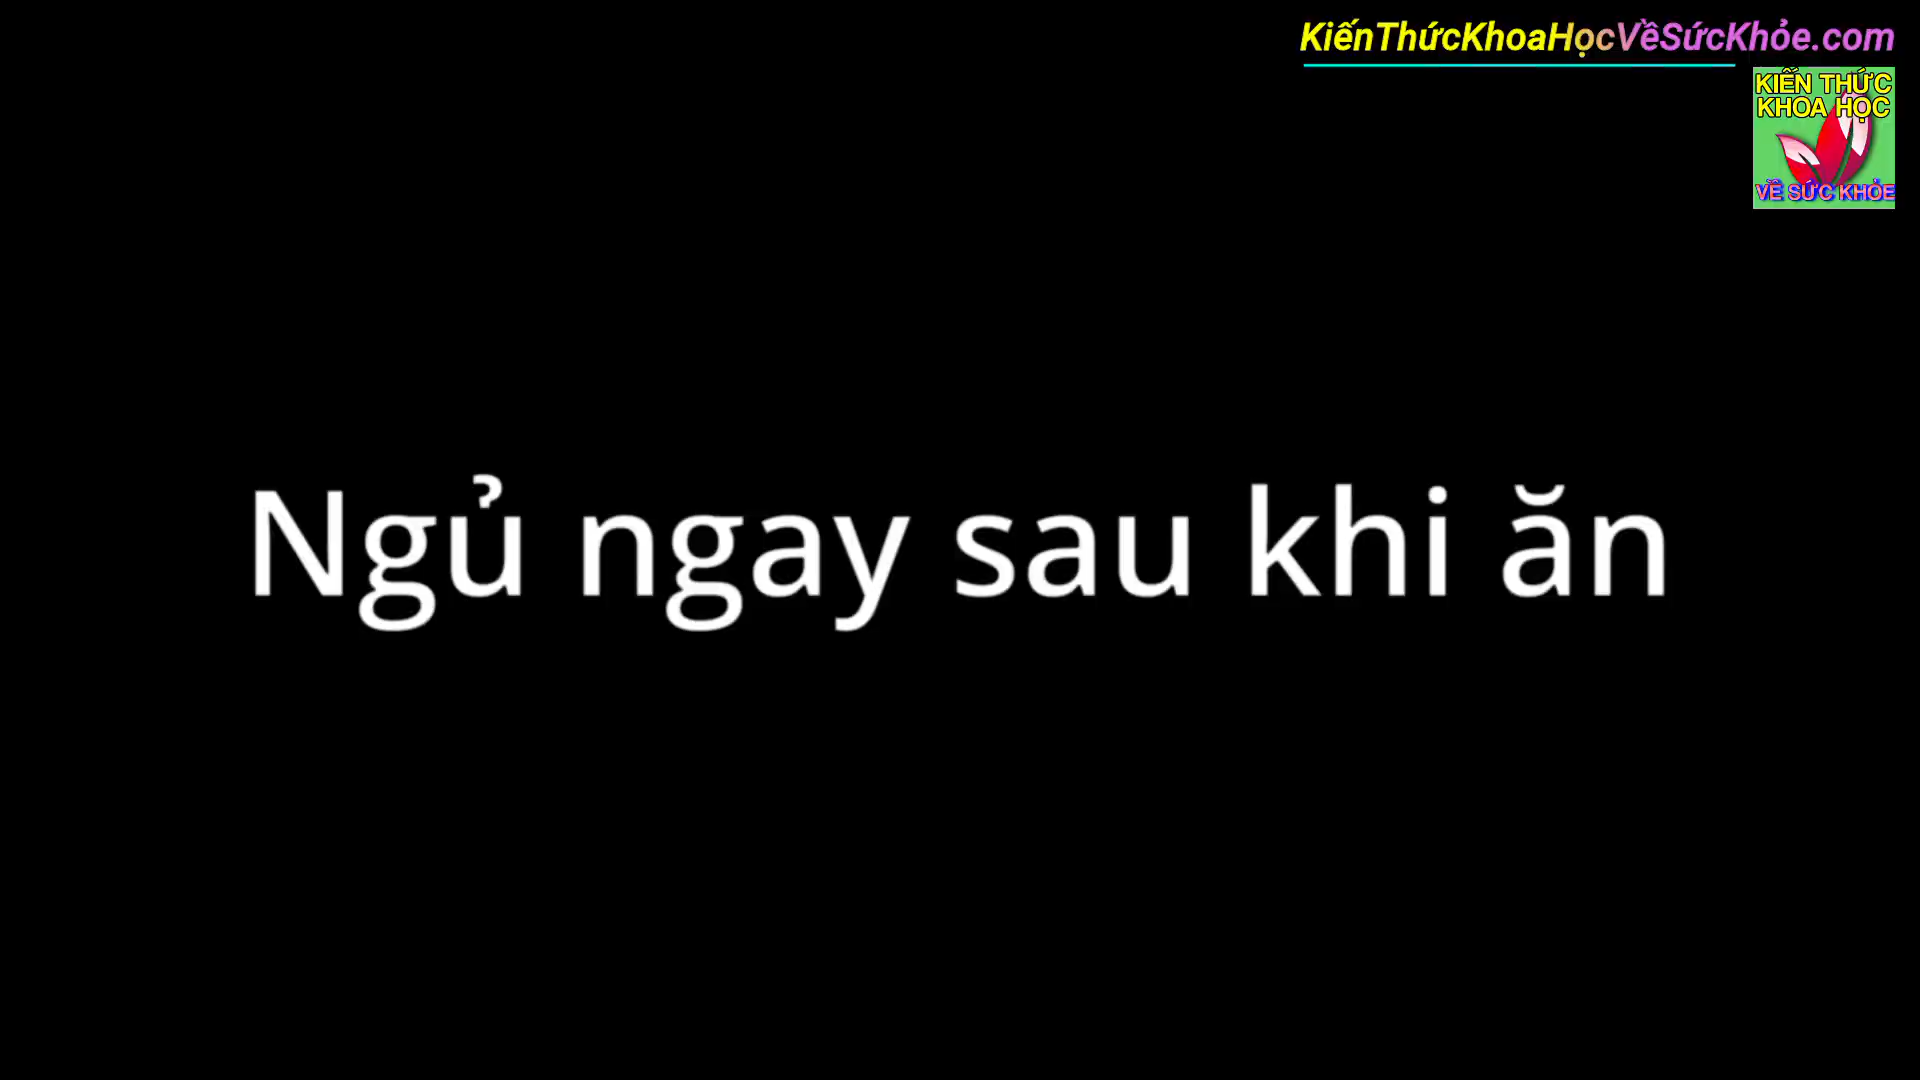 KiếnThứcKhoaHọcVềSứcKhỏe.com
KIẾN THỨC
KHOA HỌC
VỀ SỨC KHỎE
Ngủ ngay sau khi ăn